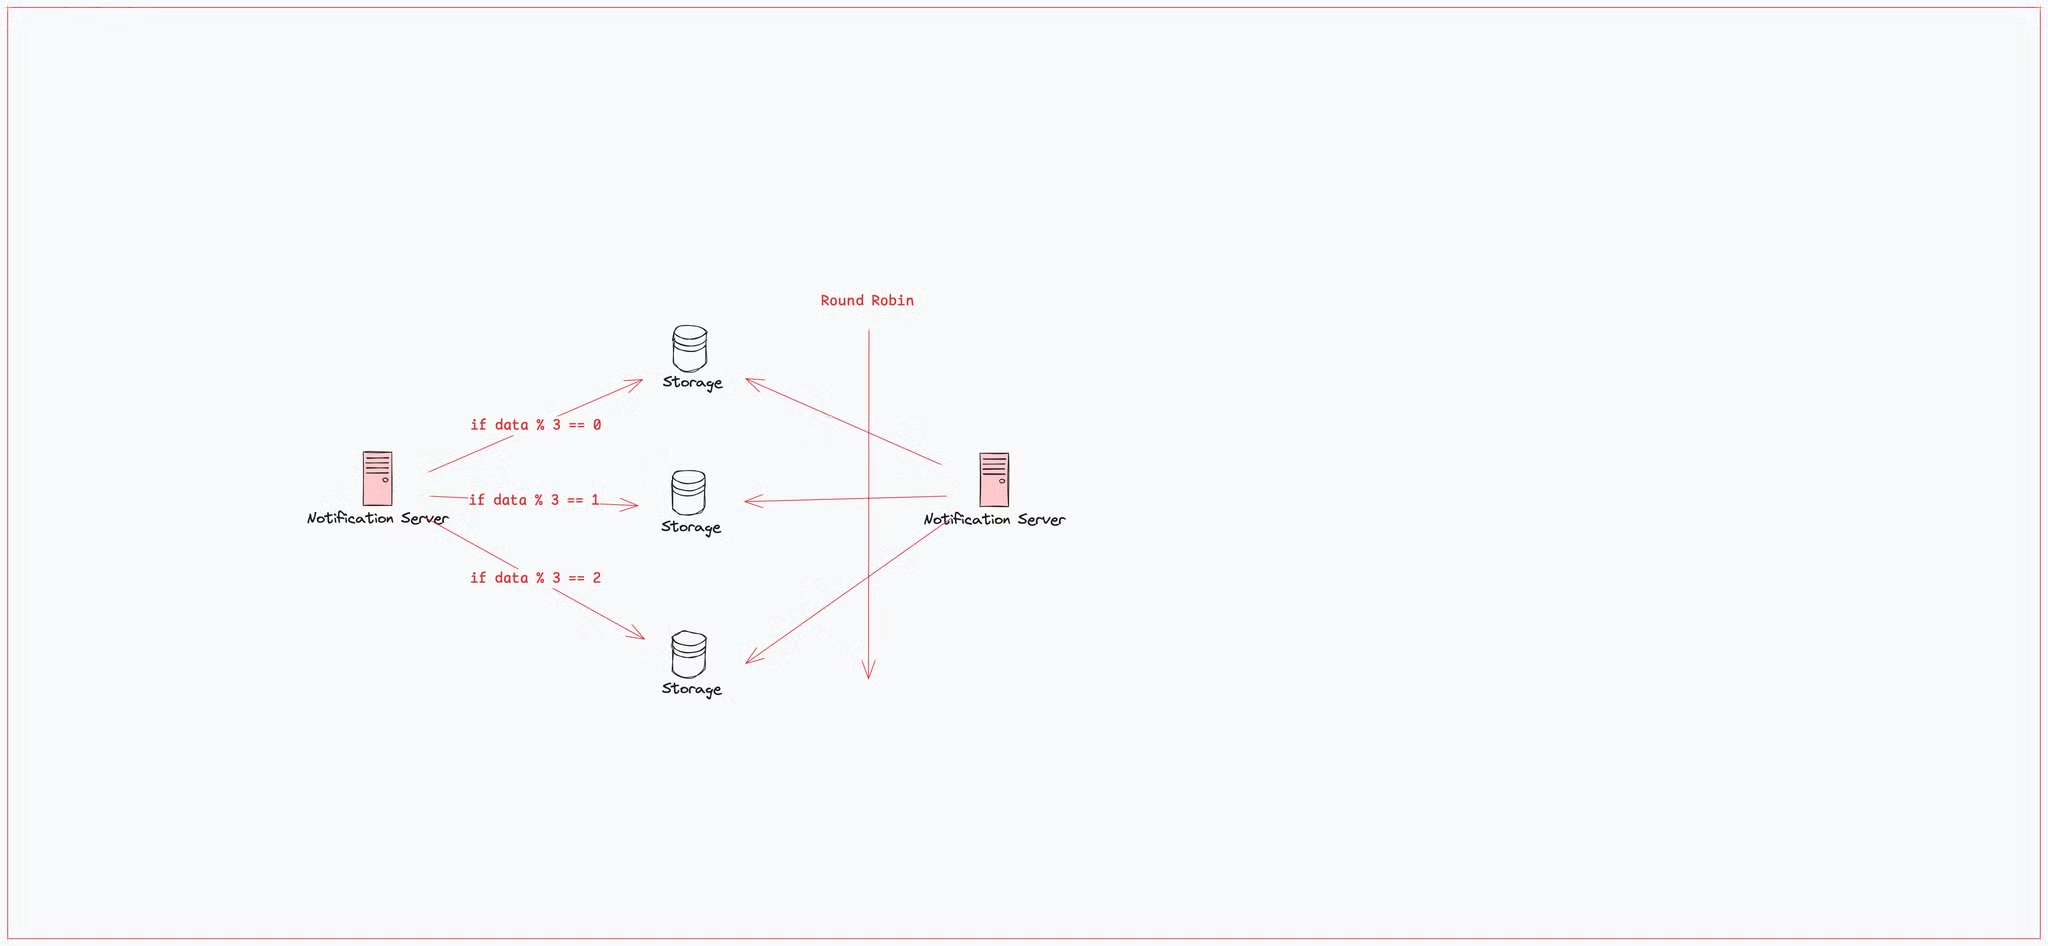 Round Robin
Storage
if data % 3 == 0
if data % 3 == 1
Storage
Notification Server
Notification Server
if data % 3 == 2
Storage